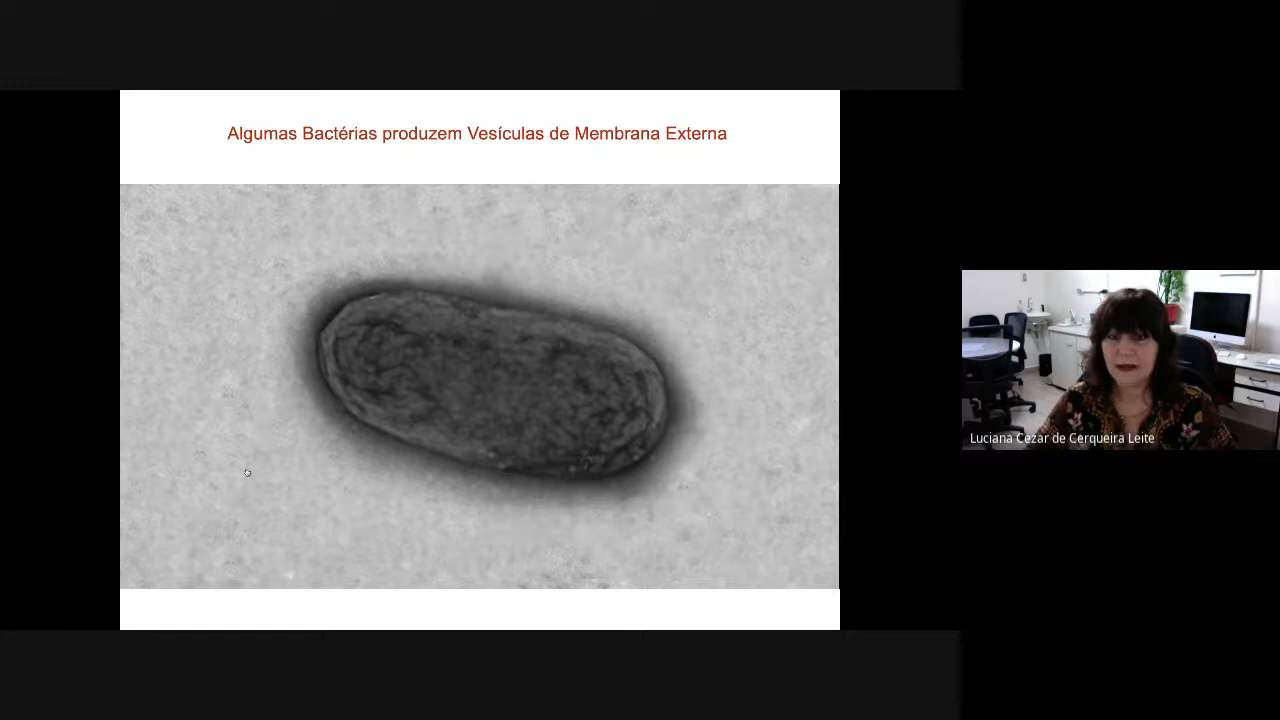 Algumas Bactérias produzem Vesículas de Membrana Externa
Luciana Cezar de Cerqueira Leite